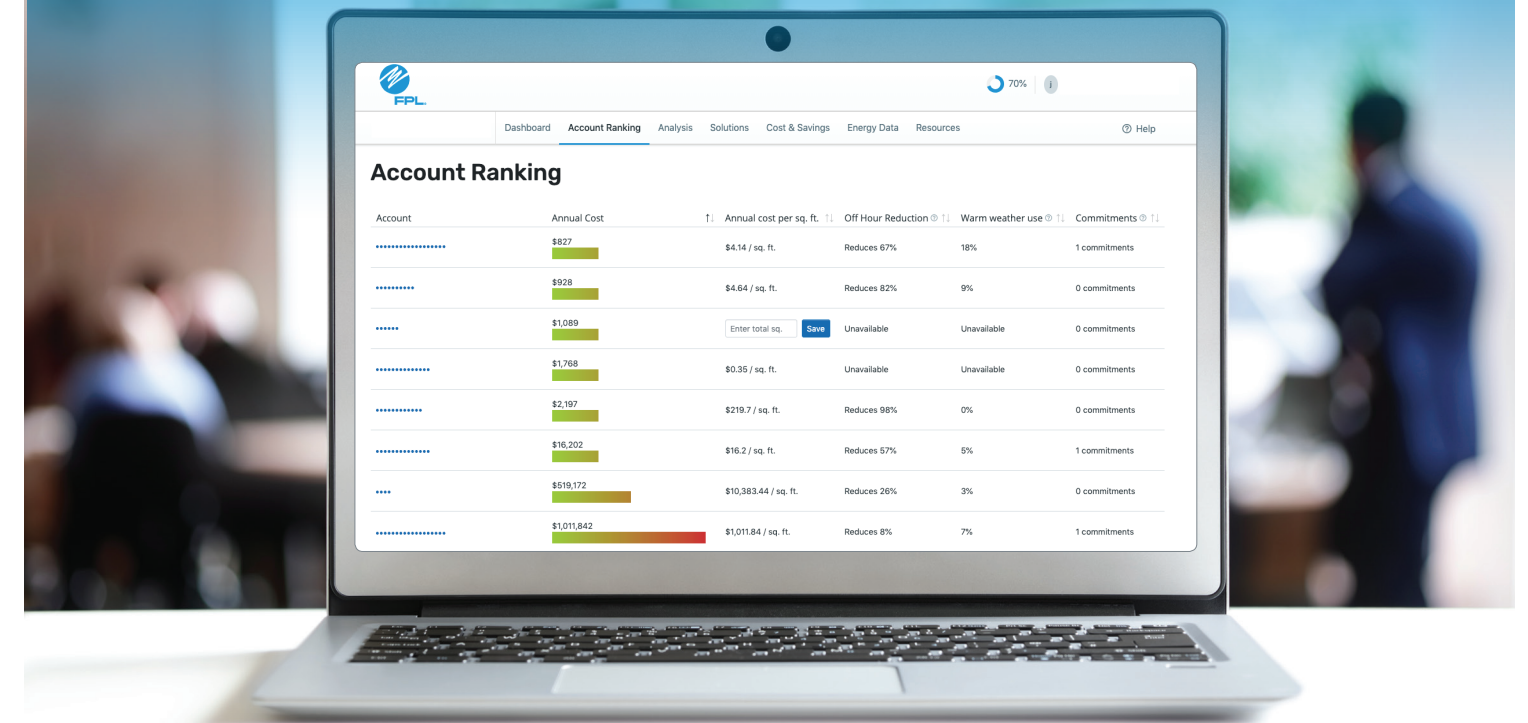 FPL.
70%
i
Dashboard Account Ranking Analysis Solutions Cost & Savings Energy Data Resources ? Help
Account Ranking
Account Annual Cost ↑↓ Annual cost per sq. ft. ↑↓ Off Hour Reduction ? ↑↓ Warm weather use ? ↑↓ Commitments ? ↑↓
$827
$4.14 / sq. ft. Reduces 67% 18% 1 commitments
$928
$4.64 / sq. ft. Reduces 82% 9% 0 commitments
$1,089
Enter total sq. Save Unavailable Unavailable 0 commitments
$1,768
$0.35 / sq. ft. Unavailable Unavailable 0 commitments
$2,197
$219.7 / sq. ft. Reduces 98% 0% 0 commitments
$16,202
$16.2 / sq. ft. Reduces 57% 5% 1 commitments
$519,172
$10,383.44 / sq. ft. Reduces 26% 3% 0 commitments
$1,011,842
$1,011.84 / sq. ft. Reduces 8% 7% 1 commitments